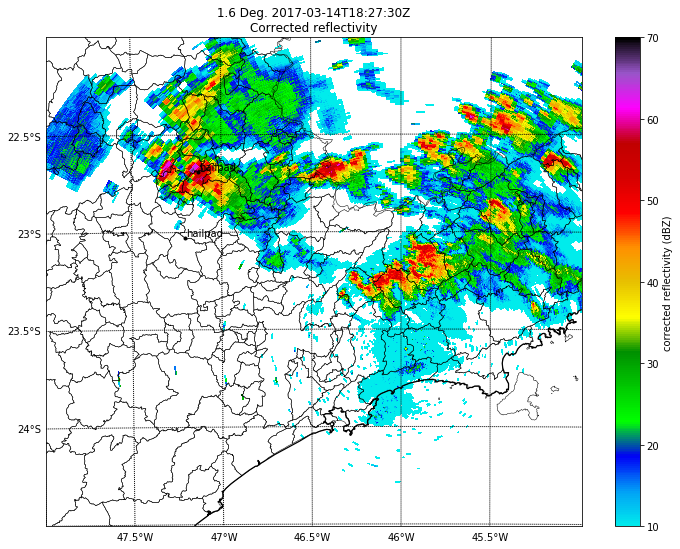 1.6 Deg. 2017-03-14T18:27:30Z
Corrected reflectivity
22.5°S
23°S
23.5°S
24°S
47.5°W
47°W
46.5°W
46°W
45.5°W
hailpad
hailpad
70
60
50
40
30
20
10
corrected reflectivity (dBZ)